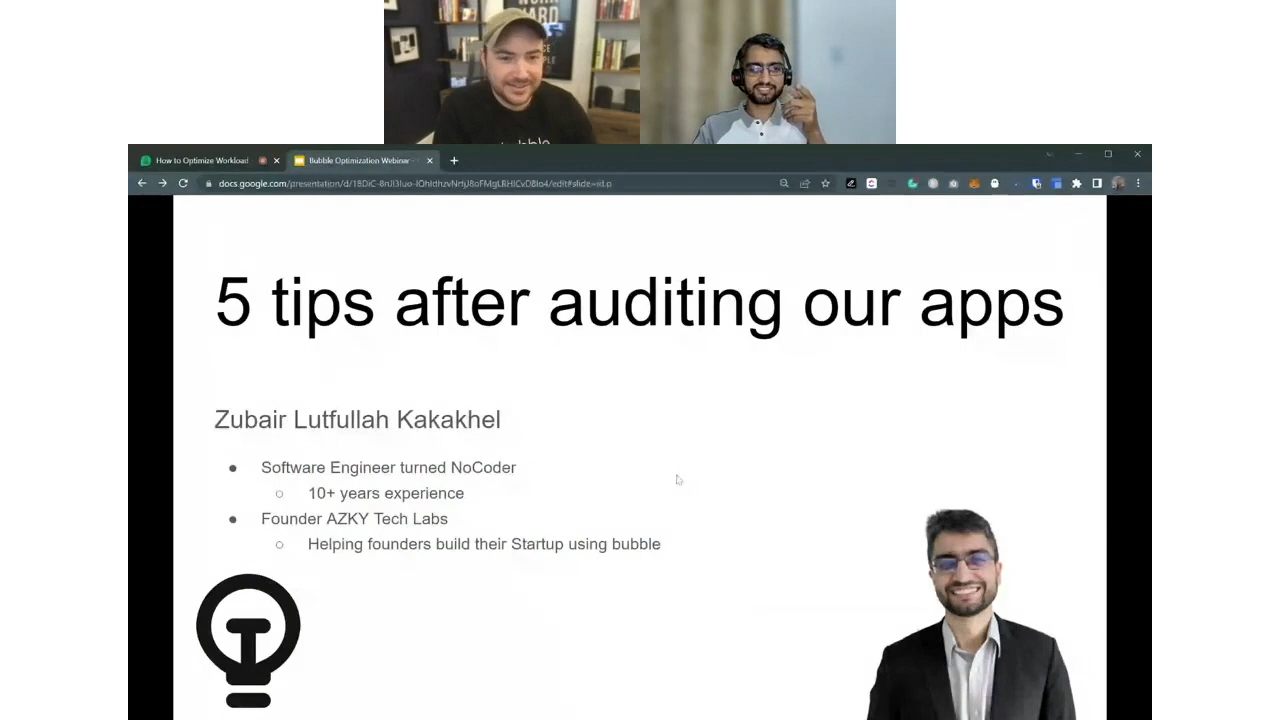 HARD
How to Optimize Workload
Bubble Optimization Webinar
5 tips after auditing our apps
Zubair Lutfullah Kakakhel
● Software Engineer turned NoCoder
○ 10+ years experience
● Founder AZKY Tech Labs
○ Helping founders build their Startup using bubble